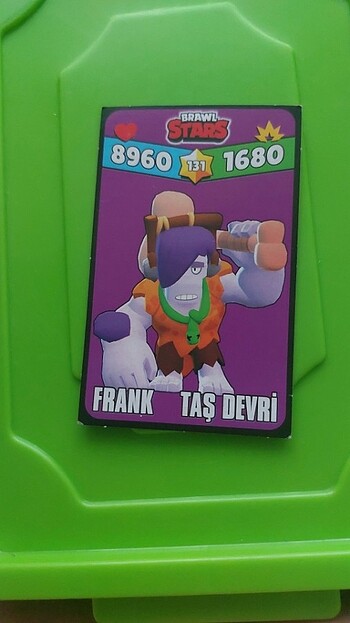 BRAWL
STARS
8960 131 1680
FRANK TAŞ DEVRİ